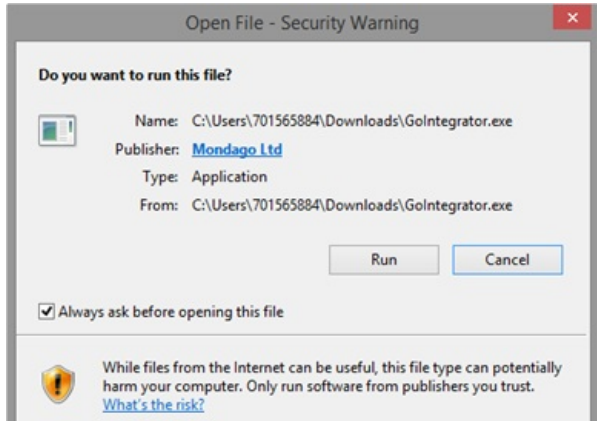 Open File - Security Warning
Do you want to run this file?
Name: C:\Users\701565884\Downloads\GoIntegrator.exe
Publisher: Mondago Ltd
Type: Application
From: C:\Users\701565884\Downloads\GoIntegrator.exe
Run Cancel
Always ask before opening this file
While files from the Internet can be useful, this file type can potentially
harm your computer. Only run software from publishers you trust.
What's the risk?